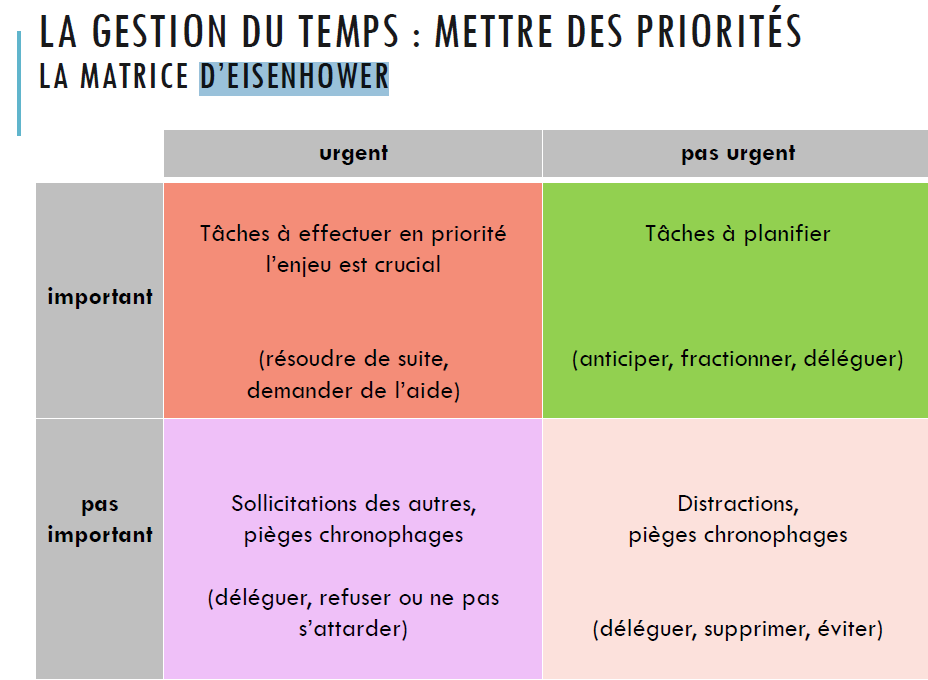 LA GESTION DU TEMPS : METTRE DES PRIORITÉS
LA MATRICE D'EISENHOWER
urgent
pas urgent
important
Tâches à effectuer en priorité
l'enjeu est crucial
(résoudre de suite,
demander de l'aide)
Tâches à planifier
(anticiper, fractionner, déléguer)
pas
important
Sollicitations des autres,
pièges chronophages
(déléguer, refuser ou ne pas
s'attarder)
Distractions,
pièges chronophages
(déléguer, supprimer, éviter)